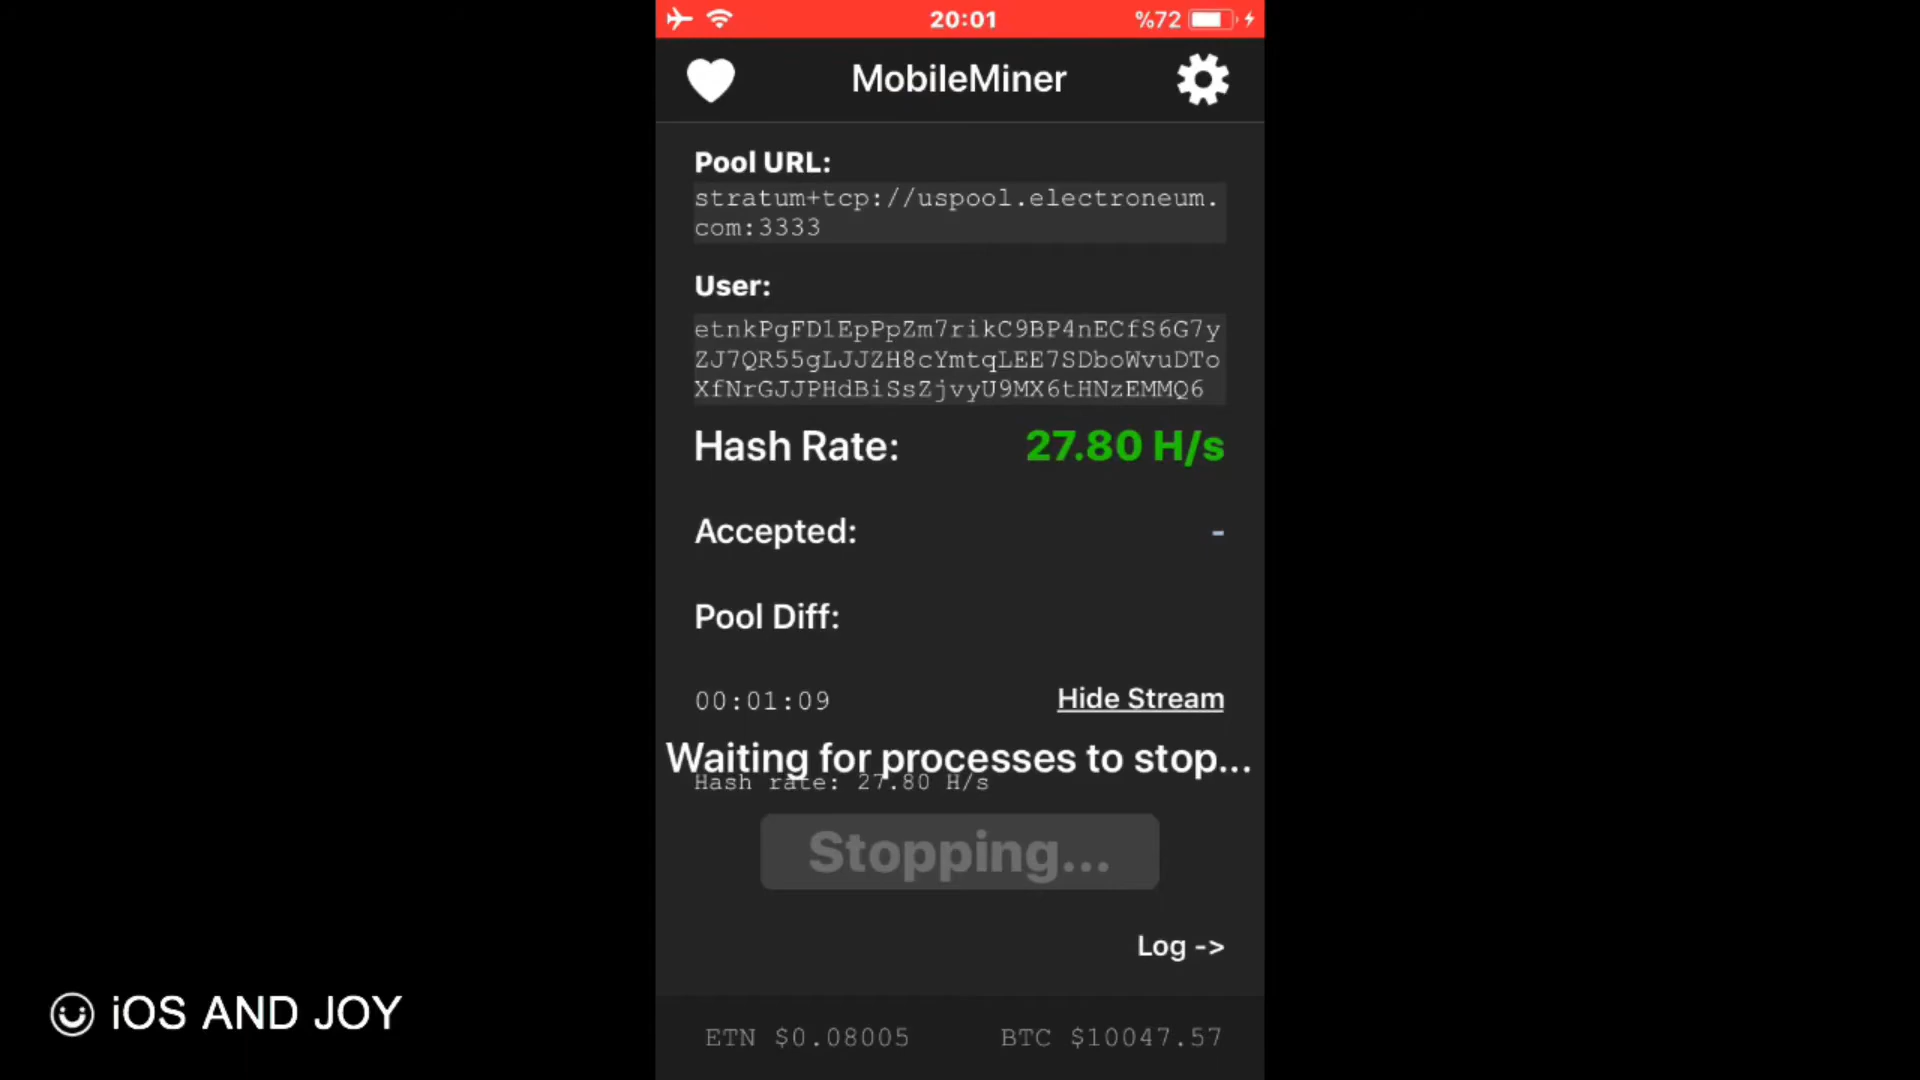 20:01
%72
MobileMiner
Pool URL:
stratum+tcp://uspool.electroneum.
com:3333
User:
etnkPgFD1EpPpZm7rikC9BP4nECfS6G7y
ZJ7QR55gLJJZH8cYmtqLEE7SDboWvuDTo
XfNrGJJPHdBiSsZjvyU9MX6tHNzEMMQ6
Hash Rate: 27.80 H/s
Accepted: -
Pool Diff:
00:01:09 Hide Stream
Waiting for processes to stop...
Hash rate: 27.80 H/s
Stopping...
Log ->
iOS AND JOY
ETN $0.08005 BTC $10047.57